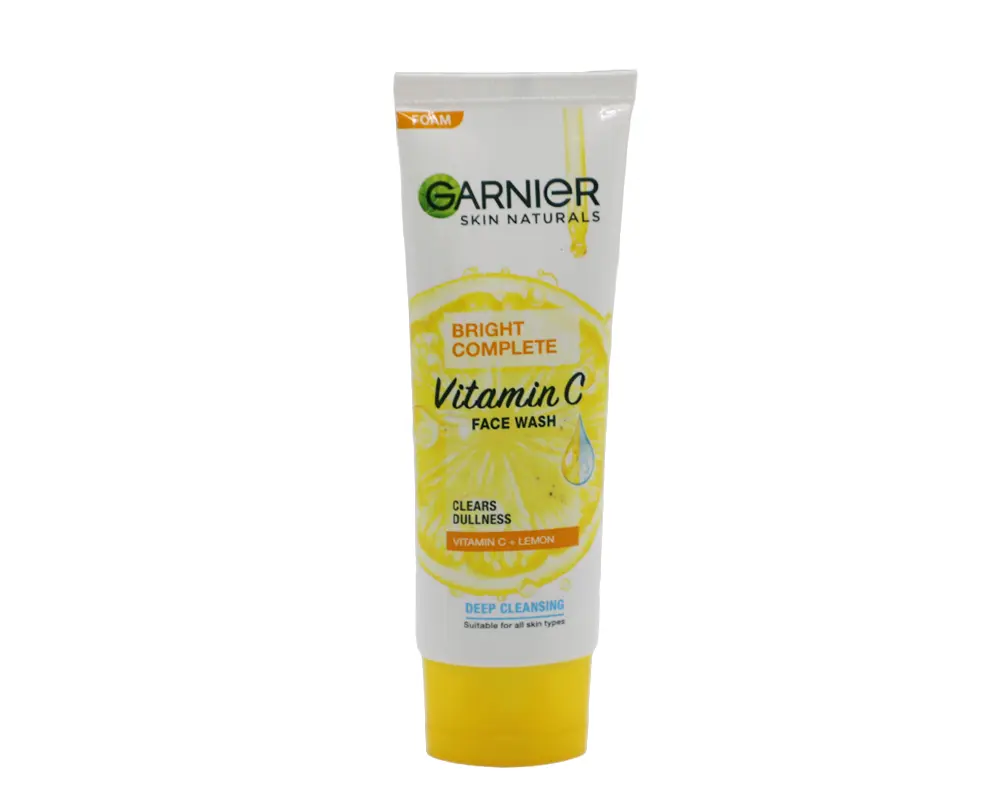 FOAM
GARNIER
SKIN NATURALS
BRIGHT
COMPLETE
Vitamin C
FACE WASH
CLEARS
DULLNESS
VITAMIN C + LEMON
DEEP CLEANSING
Suitable for all skin types